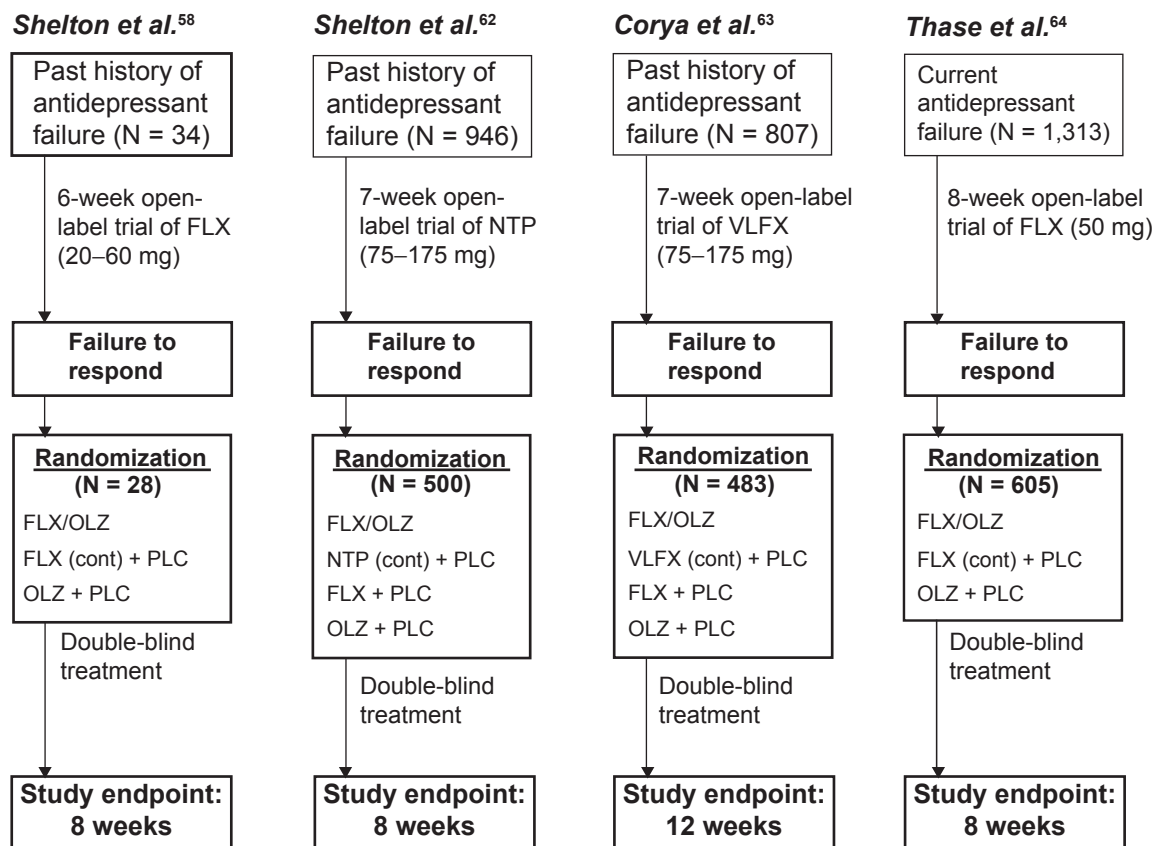 Shelton et al.58
Past history of
antidepressant
failure (N = 34)
6-week open-
label trial of FLX
(20–60 mg)
Failure to
respond
Randomization
(N = 28)
FLX/OLZ
FLX (cont) + PLC
OLZ + PLC
Double-blind
treatment
Study endpoint:
8 weeks
Shelton et al.62
Past history of
antidepressant
failure (N = 946)
7-week open-
label trial of NTP
(75–175 mg)
Failure to
respond
Randomization
(N = 500)
FLX/OLZ
NTP (cont) + PLC
FLX + PLC
OLZ + PLC
Double-blind
treatment
Study endpoint:
8 weeks
Corya et al.63
Past history of
antidepressant
failure (N = 807)
7-week open-label
trial of VLFX
(75–175 mg)
Failure to
respond
Randomization
(N = 483)
FLX/OLZ
VLFX (cont) + PLC
FLX + PLC
OLZ + PLC
Double-blind
treatment
Study endpoint:
12 weeks
Thase et al.64
Current
antidepressant
failure (N = 1,313)
8-week open-label
trial of FLX (50 mg)
Failure to
respond
Randomization
(N = 605)
FLX/OLZ
FLX (cont) + PLC
OLZ + PLC
Double-blind
treatment
Study endpoint:
8 weeks